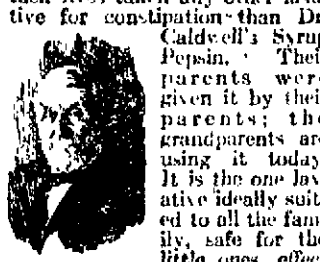 tive for constipation than Dr
Caldwell's Syrup
Pepsin. Thei
parents were
given it by thei
parents; the
grandparents are
using it today
It is the one lax
ative ideally suit
ed to all the fam
ily, safe for the
little ones, effec